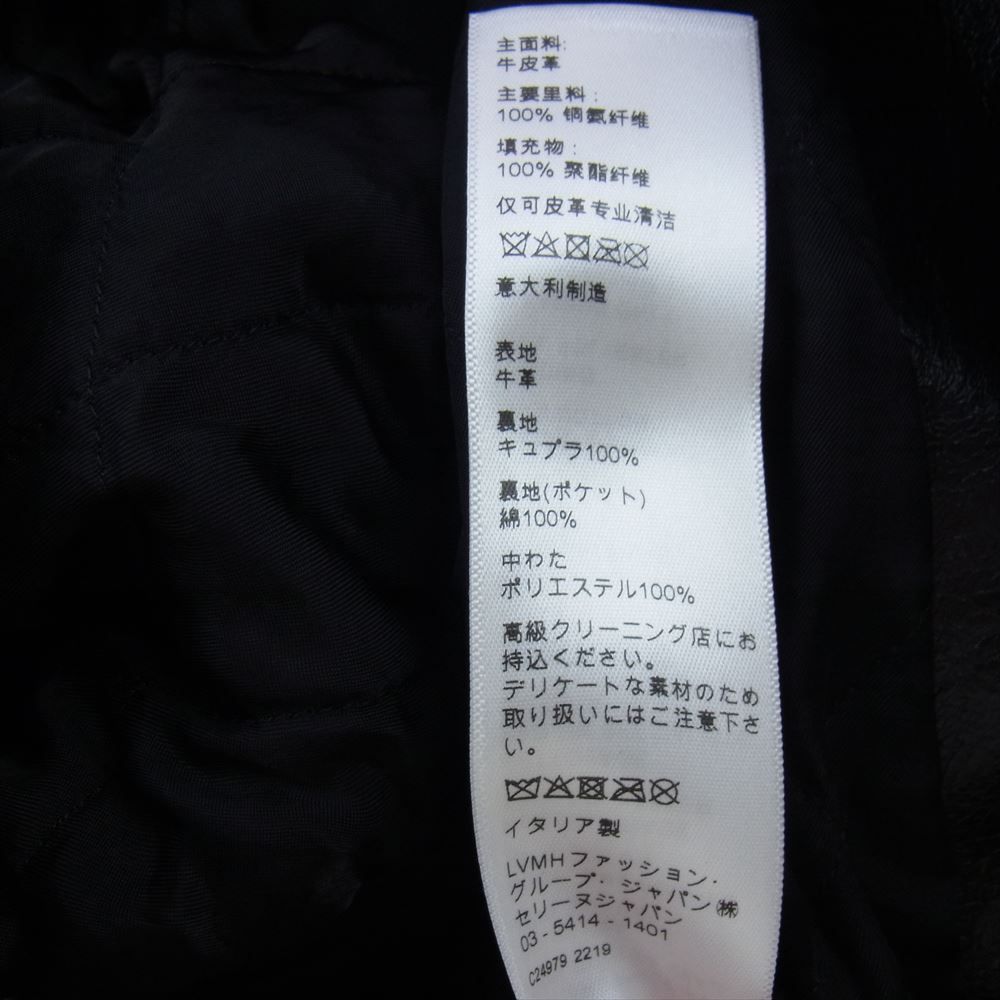 主面料:
牛皮革
主要里料：
100% 铜氨纤维
填充物：
100% 聚酯纤维
仅可皮革专业清洁
意大利制造
表地
牛革
裏地
キュプラ100%
裏地(ポケット)
綿100%
中わた
ポリエステル100%
高級クリーニング店にお
持込ください。
デリケートな素材のため
取り扱いにはご注意下さ
い。
イタリア製
LVMHファッション・
グループ・ジャパン㈱
セリーヌジャパン
03-5414-1401
C24979 2219